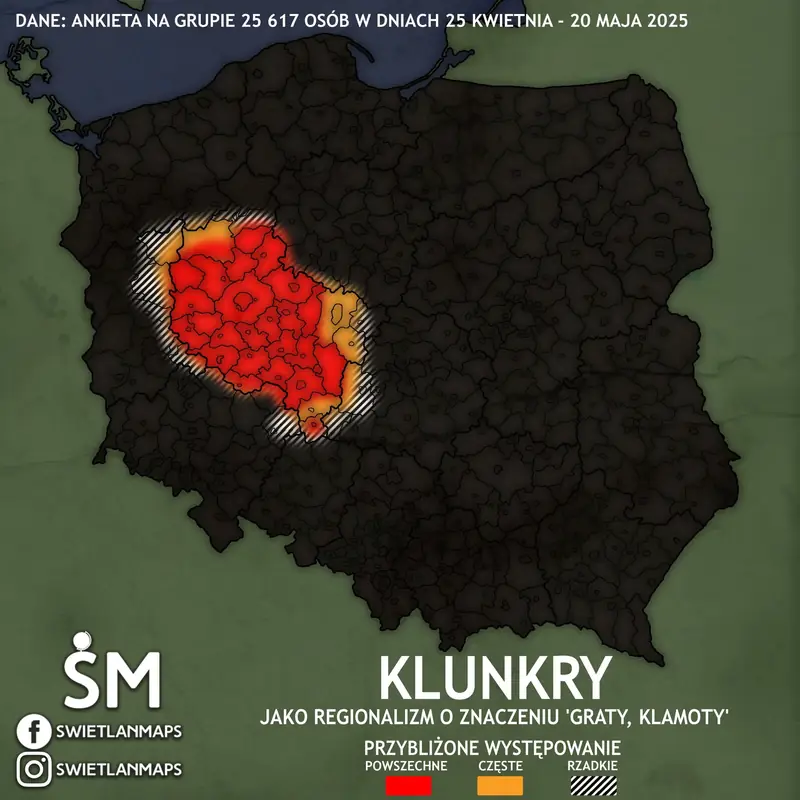 DANE: ANKIETA NA GRUPIE 25 617 OSÓB W DNIACH 25 KWIETNIA - 20 MAJA 2025
ŚM
SWIETLANMAPS
SWIETLANMAPS
KLUNKRY
JAKO REGIONALIZM O ZNACZENIU 'GRATY, KLAMOTY'
PRZYBLIŻONE WYSTĘPOWANIE
POWSZECHNE CZĘSTE RZADKIE